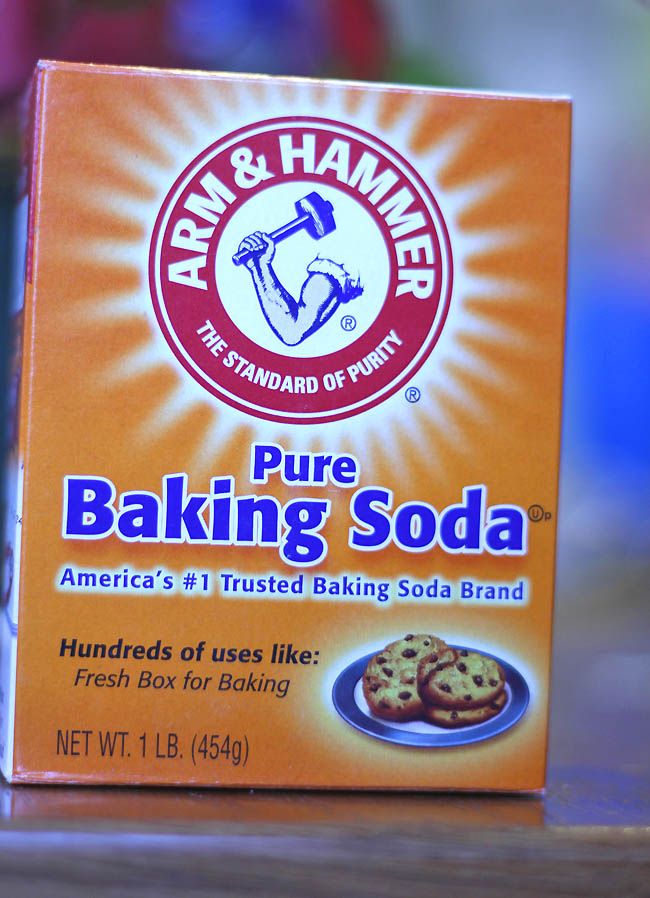 ARM & HAMMER
®
THE STANDARD OF PURITY
®
Pure
Baking Soda Ⓤp
America's #1 Trusted Baking Soda Brand
Hundreds of uses like:
Fresh Box for Baking
NET WT. 1 LB. (454g)